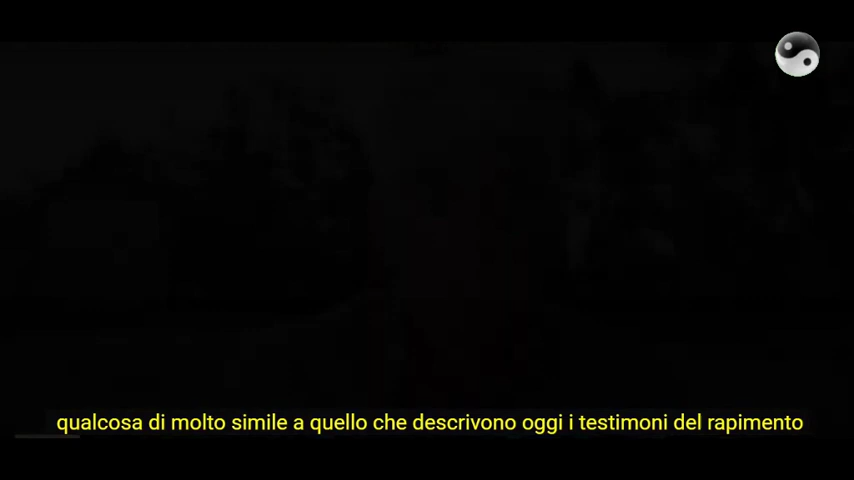 qualcosa di molto simile a quello che descrivono oggi i testimoni del rapimento